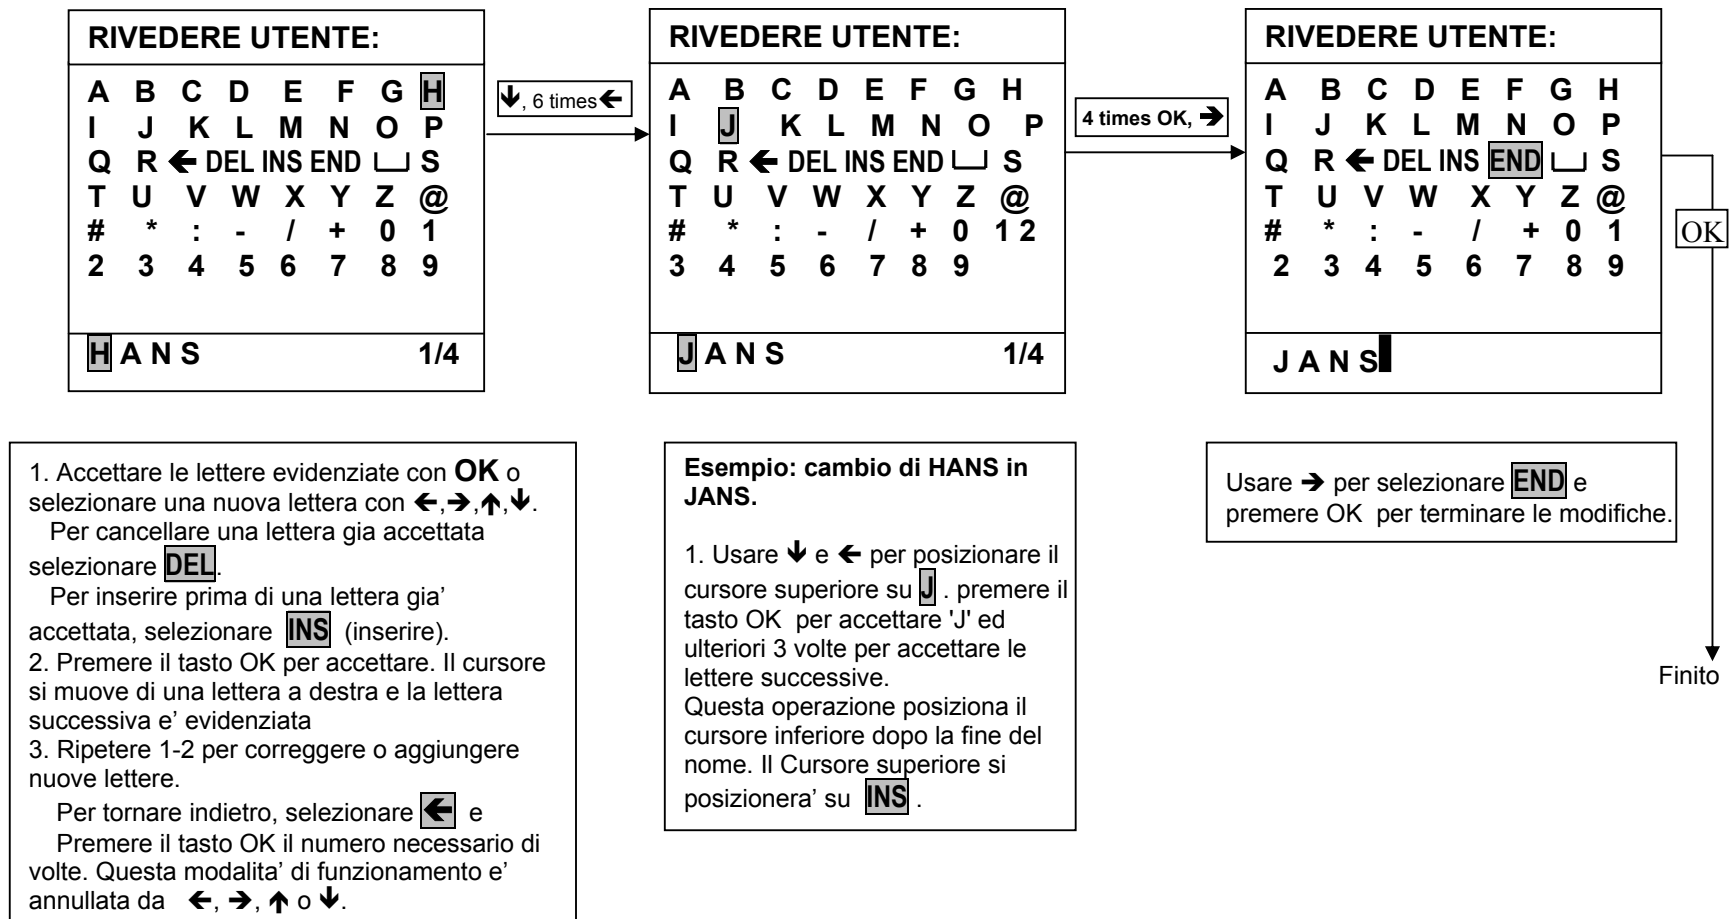 RIVEDERE UTENTE:
A B C D E F G H
I J K L M N O P
Q R ← DEL INS END ⌴ S
T U V W X Y Z @
# * : - / + 0 1
2 3 4 5 6 7 8 9
H A N S 1/4
↓, 6 times ←
RIVEDERE UTENTE:
A B C D E F G H
I J K L M N O P
Q R ← DEL INS END ⌴ S
T U V W X Y Z @
# * : - / + 0 1 2
3 4 5 6 7 8 9
J A N S 1/4
4 times OK, →
RIVEDERE UTENTE:
A B C D E F G H
I J K L M N O P
Q R ← DEL INS END ⌴ S
T U V W X Y Z @
# * : - / + 0 1
2 3 4 5 6 7 8 9
J A N S
OK
Finito
1. Accettare le lettere evidenziate con OK o
selezionare una nuova lettera con ←,→,↑,↓.
Per cancellare una lettera gia accettata
selezionare DEL.
Per inserire prima di una lettera gia’
accettata, selezionare INS (inserire).
2. Premere il tasto OK per accettare. Il cursore
si muove di una lettera a destra e la lettera
successiva e’ evidenziata
3. Ripetere 1-2 per correggere o aggiungere
nuove lettere.
Per tornare indietro, selezionare ← e
Premere il tasto OK il numero necessario di
volte. Questa modalita’ di funzionamento e’
annullata da ←, →, ↑ o ↓.
Esempio: cambio di HANS in
JANS.
1. Usare ↓ e ← per posizionare il
cursore superiore su J . premere il
tasto OK per accettare 'J' ed
ulteriori 3 volte per accettare le
lettere successive.
Questa operazione posiziona il
cursore inferiore dopo la fine del
nome. Il Cursore superiore si
posizionera’ su INS .
Usare → per selezionare END e
premere OK per terminare le modifiche.